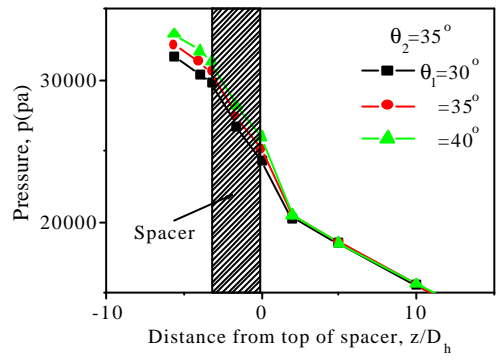 θ2=35°
θ1=30°
=35°
=40°
30000
20000
Pressure, p(pa)
Spacer
-10 0 5 10
Distance from top of spacer, z/Dh